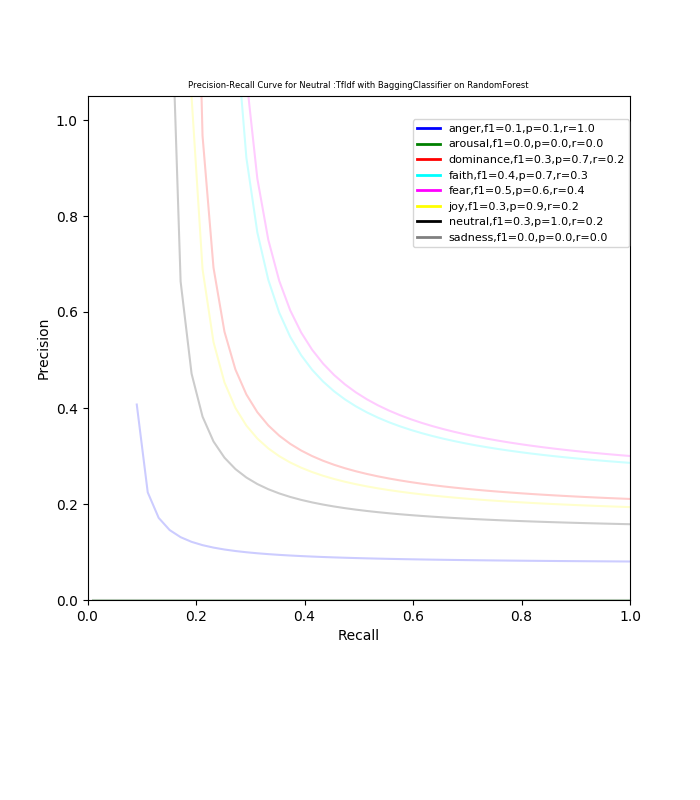 Precision-Recall Curve for Neutral :TfIdf with BaggingClassifier on RandomForest
1.0
0.8
0.6
0.4
0.2
0.0
Precision
anger,f1=0.1,p=0.1,r=1.0
arousal,f1=0.0,p=0.0,r=0.0
dominance,f1=0.3,p=0.7,r=0.2
faith,f1=0.4,p=0.7,r=0.3
fear,f1=0.5,p=0.6,r=0.4
joy,f1=0.3,p=0.9,r=0.2
neutral,f1=0.3,p=1.0,r=0.2
sadness,f1=0.0,p=0.0,r=0.0
0.0 0.2 0.4 0.6 0.8 1.0
Recall